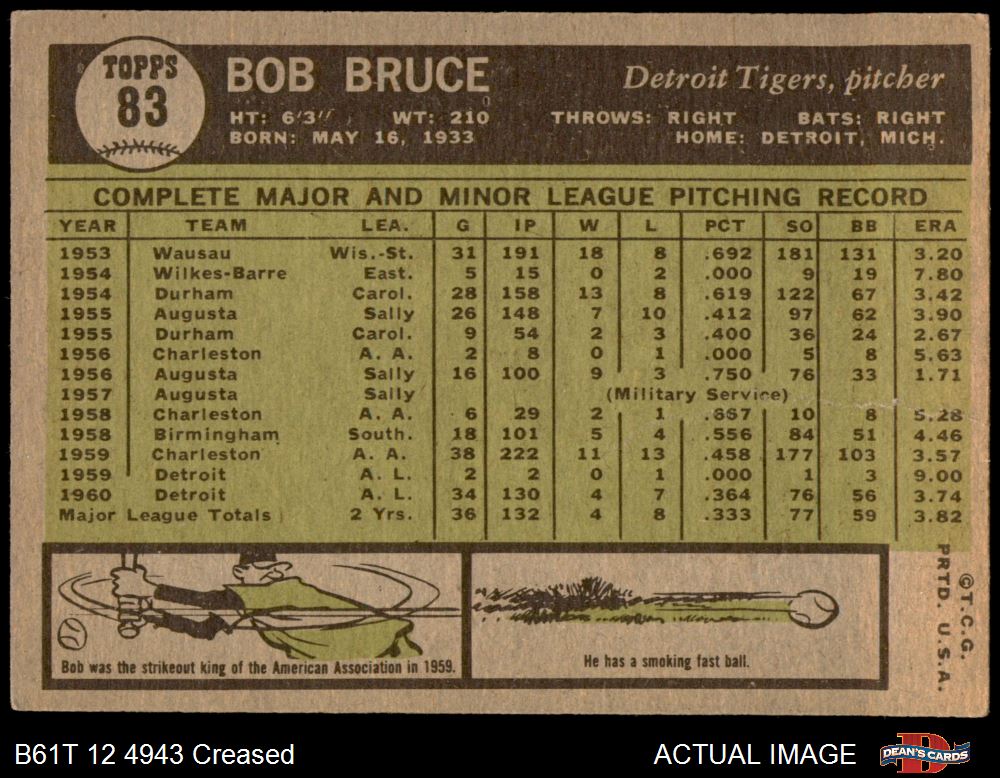 TOPPS
83
BOB BRUCE
Detroit Tigers, pitcher
HT: 6'3" WT: 210 THROWS: RIGHT BATS: RIGHT
BORN: MAY 16, 1933 HOME: DETROIT, MICH.
COMPLETE MAJOR AND MINOR LEAGUE PITCHING RECORD
YEAR TEAM LEA. G IP W L PCT SO BB ERA
1953 Wausau Wis.-St. 31 191 18 8 .692 181 131 3.20
1954 Wilkes-Barre East. 5 15 0 2 .000 9 19 7.80
1954 Durham Carol. 28 158 13 8 .619 122 67 3.42
1955 Augusta Sally 26 148 7 10 .412 97 62 3.90
1955 Durham Carol. 9 54 2 3 .400 36 24 2.67
1956 Charleston A. A. 2 8 0 1 .000 5 8 5.63
1956 Augusta Sally 16 100 9 3 .750 76 33 1.71
1957 Augusta Sally (Military Service)
1958 Charleston A. A. 6 29 2 1 .667 10 8 5.28
1958 Birmingham South. 18 101 5 4 .556 84 51 4.46
1959 Charleston A. A. 38 222 11 13 .458 177 103 3.57
1959 Detroit A. L. 2 2 0 1 .000 1 3 9.00
1960 Detroit A. L. 34 130 4 7 .364 76 56 3.74
Major League Totals 2 Yrs. 36 132 4 8 .333 77 59 3.82
Bob was the strikeout king of the American Association in 1959.
He has a smoking fast ball.
©T.C.G.
PRTD. U.S.A.
B61T 12 4943 Creased
ACTUAL IMAGE
DEAN'S CARDS